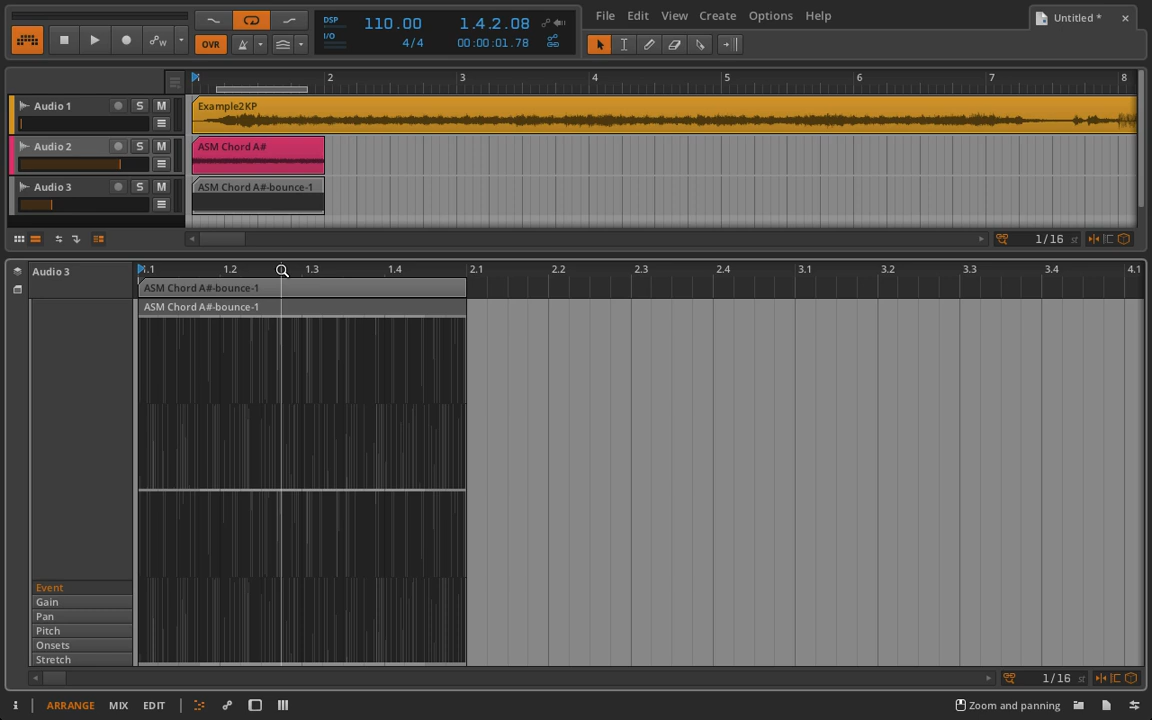 DSP 110.00 1.4.2.08
I/O 4/4 00:00:01.78
OVR
File Edit View Create Options Help
Untitled *
2 3 4 5 6 7 8
Audio 1 S M
Example2KP
Audio 2 S M
ASM Chord A#
Audio 3 S M
ASM Chord A#-bounce-1
1/16
Audio 3
.1 1.2 1.3 1.4 2.1 2.2 2.3 2.4 3.1 3.2 3.3 3.4 4.1
ASM Chord A#-bounce-1
ASM Chord A#-bounce-1
Event
Gain
Pan
Pitch
Onsets
Stretch
1/16
i ARRANGE MIX EDIT Zoom and panning